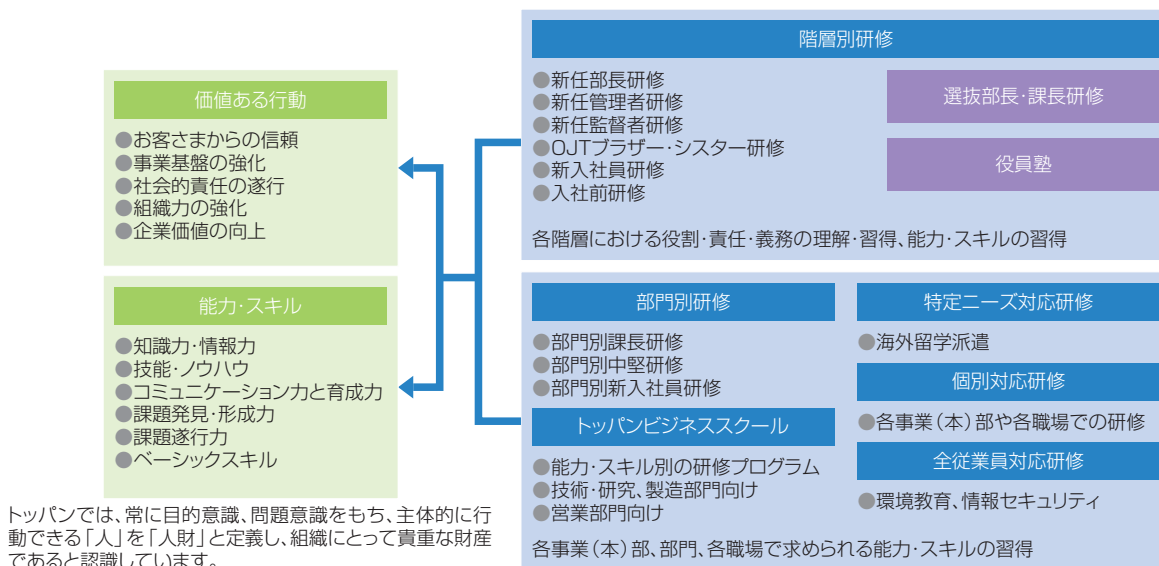 価値ある行動
●お客さまからの信頼
●事業基盤の強化
●社会的責任の遂行
●組織力の強化
●企業価値の向上
能力・スキル
●知識力・情報力
●技能・ノウハウ
●コミュニケーション力と育成力
●課題発見・形成力
●課題遂行力
●ベーシックスキル
トッパンでは、常に目的意識、問題意識をもち、主体的に行
動できる「人」を「人財」と定義し、組織にとって貴重な財産
であると認識しています。
階層別研修
●新任部長研修
●新任管理者研修
●新任監督者研修
●OJTブラザー・シスター研修
●新入社員研修
●入社前研修
選抜部長・課長研修
役員塾
各階層における役割・責任・義務の理解・習得、能力・スキルの習得
部門別研修
●部門別課長研修
●部門別中堅研修
●部門別新入社員研修
トッパンビジネススクール
●能力・スキル別の研修プログラム
●技術・研究、製造部門向け
●営業部門向け
特定ニーズ対応研修
●海外留学派遣
個別対応研修
●各事業(本)部や各職場での研修
全従業員対応研修
●環境教育、情報セキュリティ
各事業(本)部、部門、各職場で求められる能力・スキルの習得